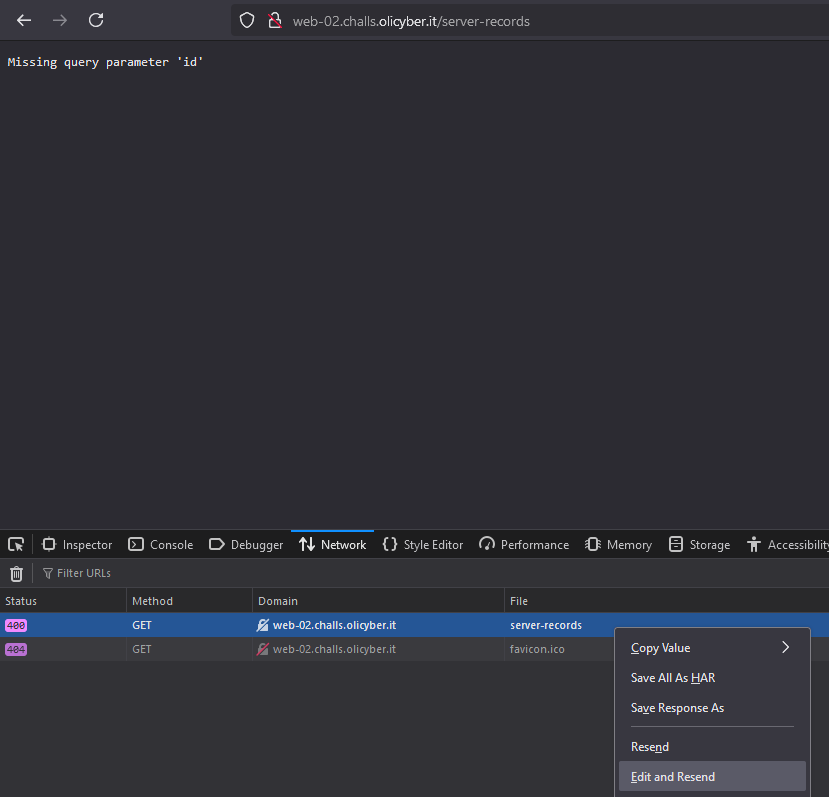 web-02.challs.olicyber.it/server-records
Missing query parameter 'id'
Inspector Console Debugger Network Style Editor Performance Memory Storage Accessibility
Filter URLs
Status Method Domain File
400 GET web-02.challs.olicyber.it server-records
404 GET web-02.challs.olicyber.it favicon.ico
Copy Value
Save All As HAR
Save Response As
Resend
Edit and Resend